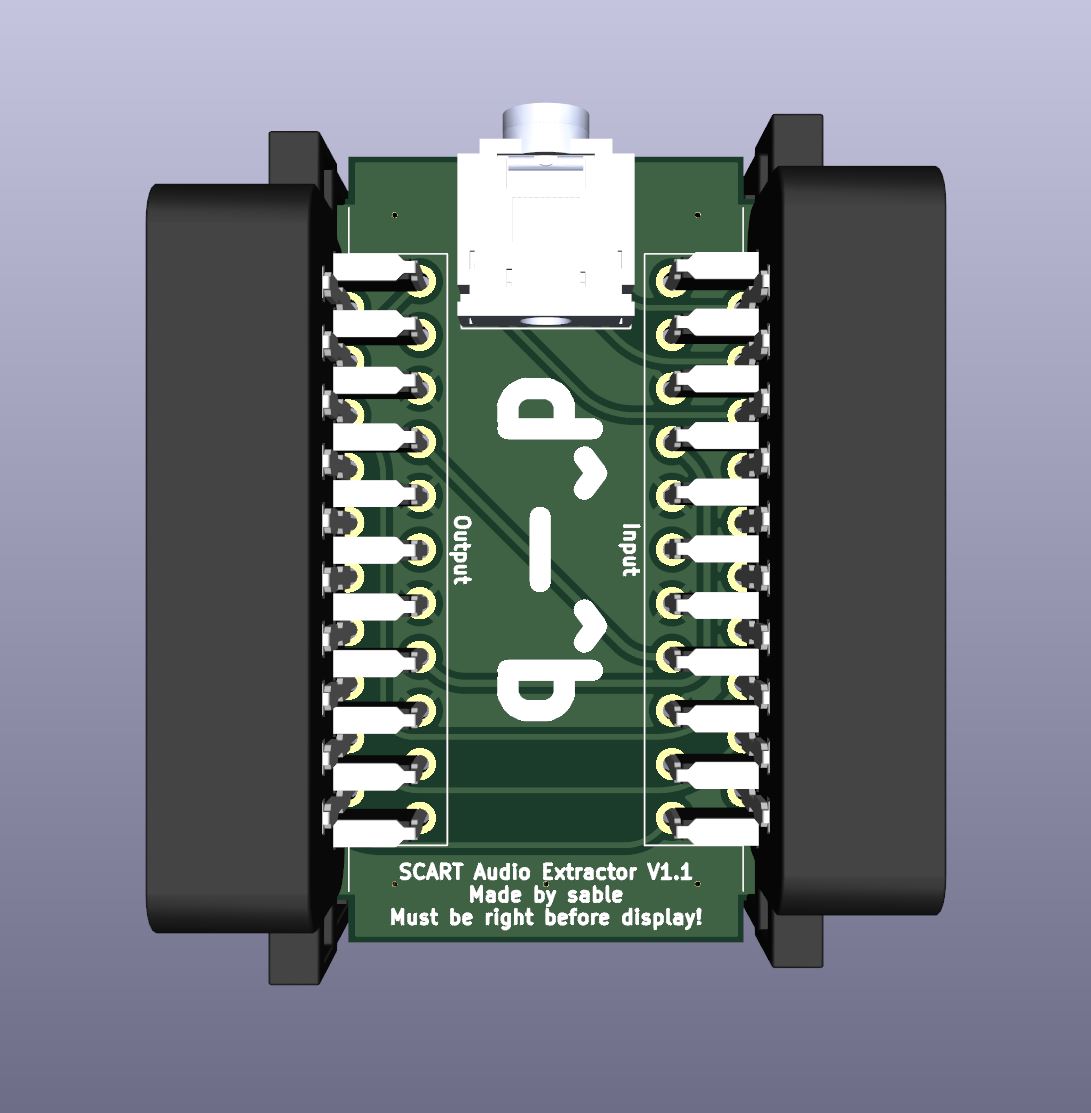 d^-^b
Output
Input
SCART Audio Extractor V1.1
Made by sable
Must be right before display!